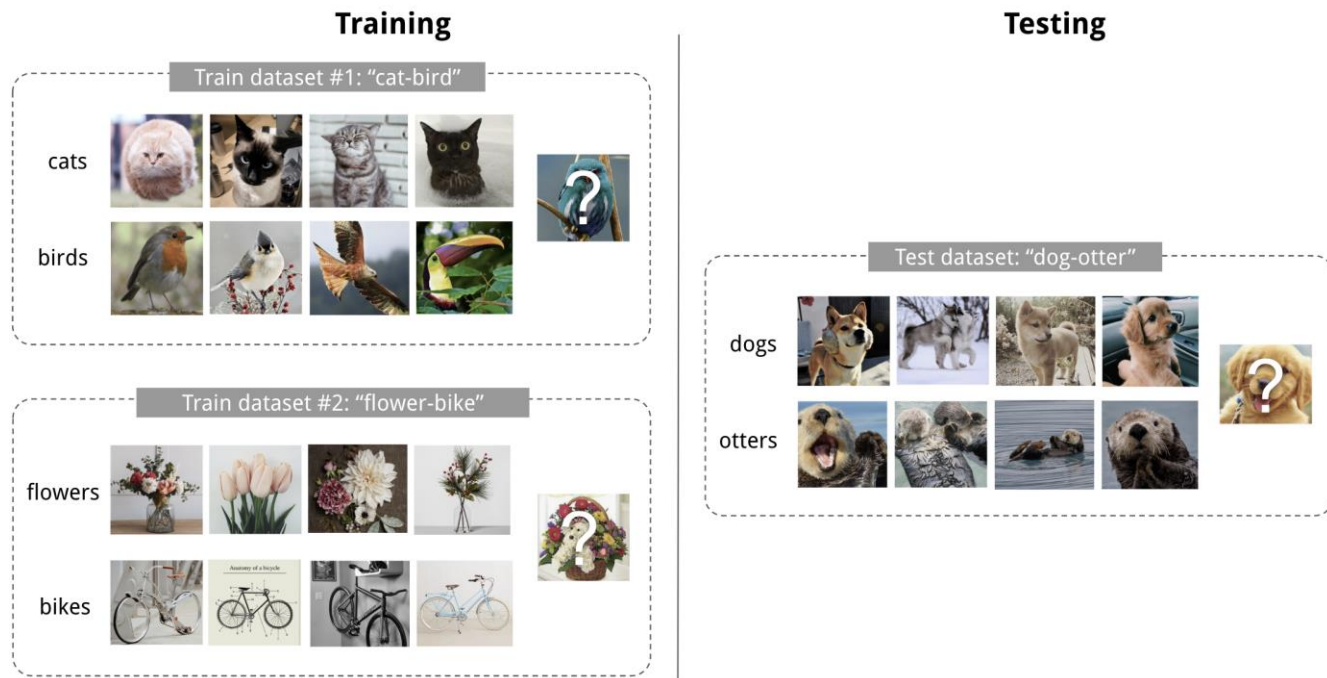 Training
Testing
Train dataset #1: “cat-bird”
cats
?
birds
Train dataset #2: “flower-bike”
flowers
?
bikes
Anatomy of a bicycle
Test dataset: “dog-otter”
dogs
?
otters